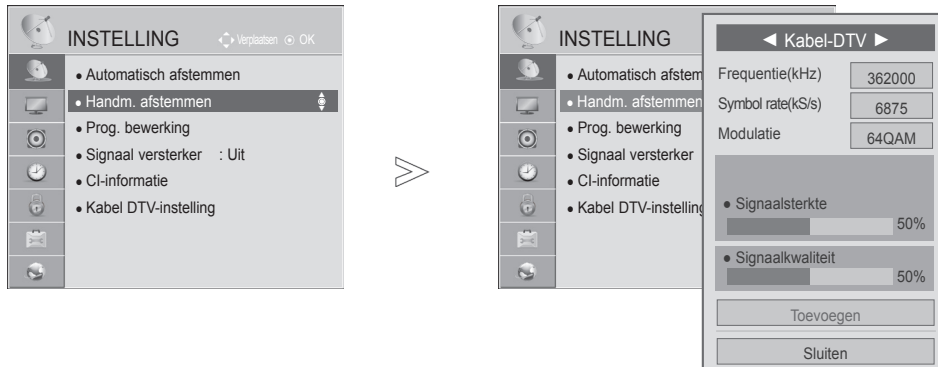 INSTELLING
Verplaatsen OK
• Automatisch afstemmen
• Handm. afstemmen
• Prog. bewerking
• Signaal versterker : Uit
• CI-informatie
• Kabel DTV-instelling
INSTELLING
• Automatisch afstem
• Handm. afstemmen
• Prog. bewerking
• Signaal versterker
• CI-informatie
• Kabel DTV-instelling
◄ Kabel-DTV ►
Frequentie(kHz) 362000
Symbol rate(kS/s) 6875
Modulatie 64QAM
• Signaalsterkte
50%
• Signaalkwaliteit
50%
Toevoegen
Sluiten